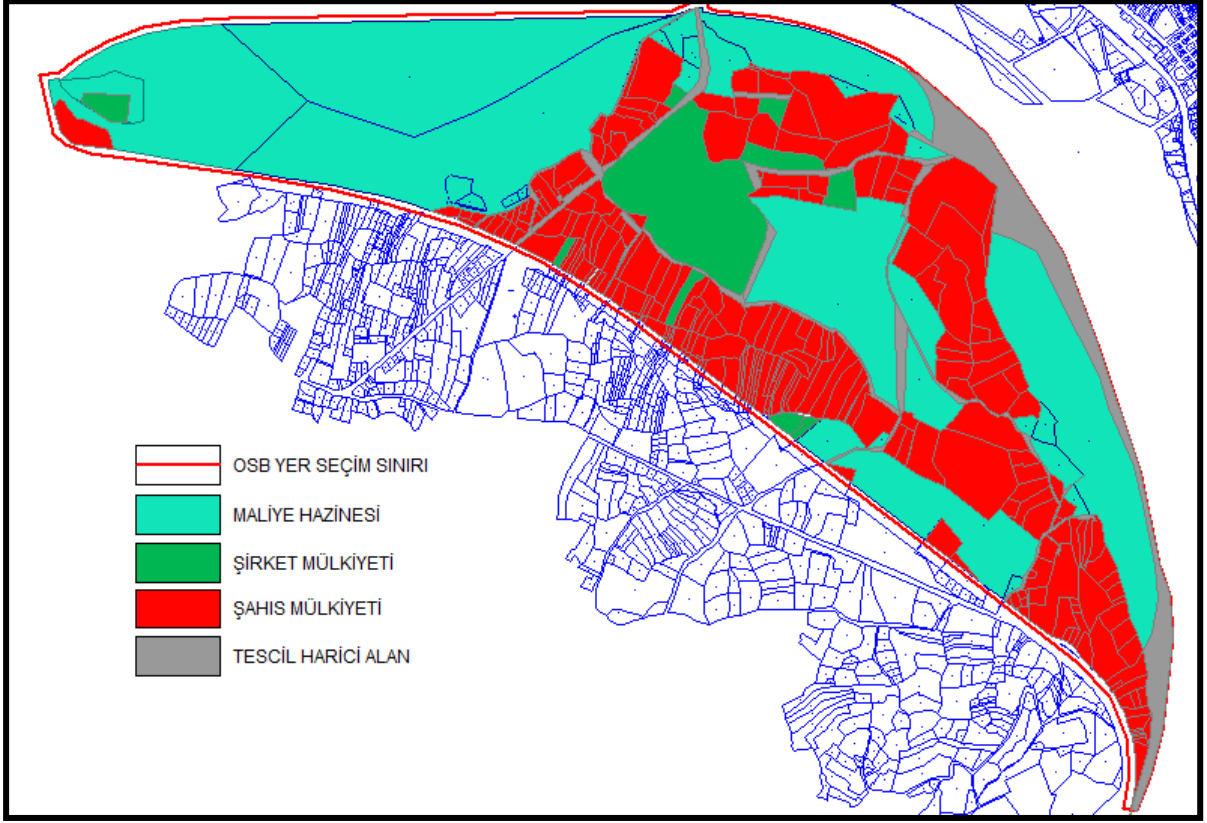 OSB YER SEÇİM SINIRI
MALİYE HAZİNESİ
ŞİRKET MÜLKİYETİ
ŞAHIS MÜLKİYETİ
TESCİL HARİCİ ALAN